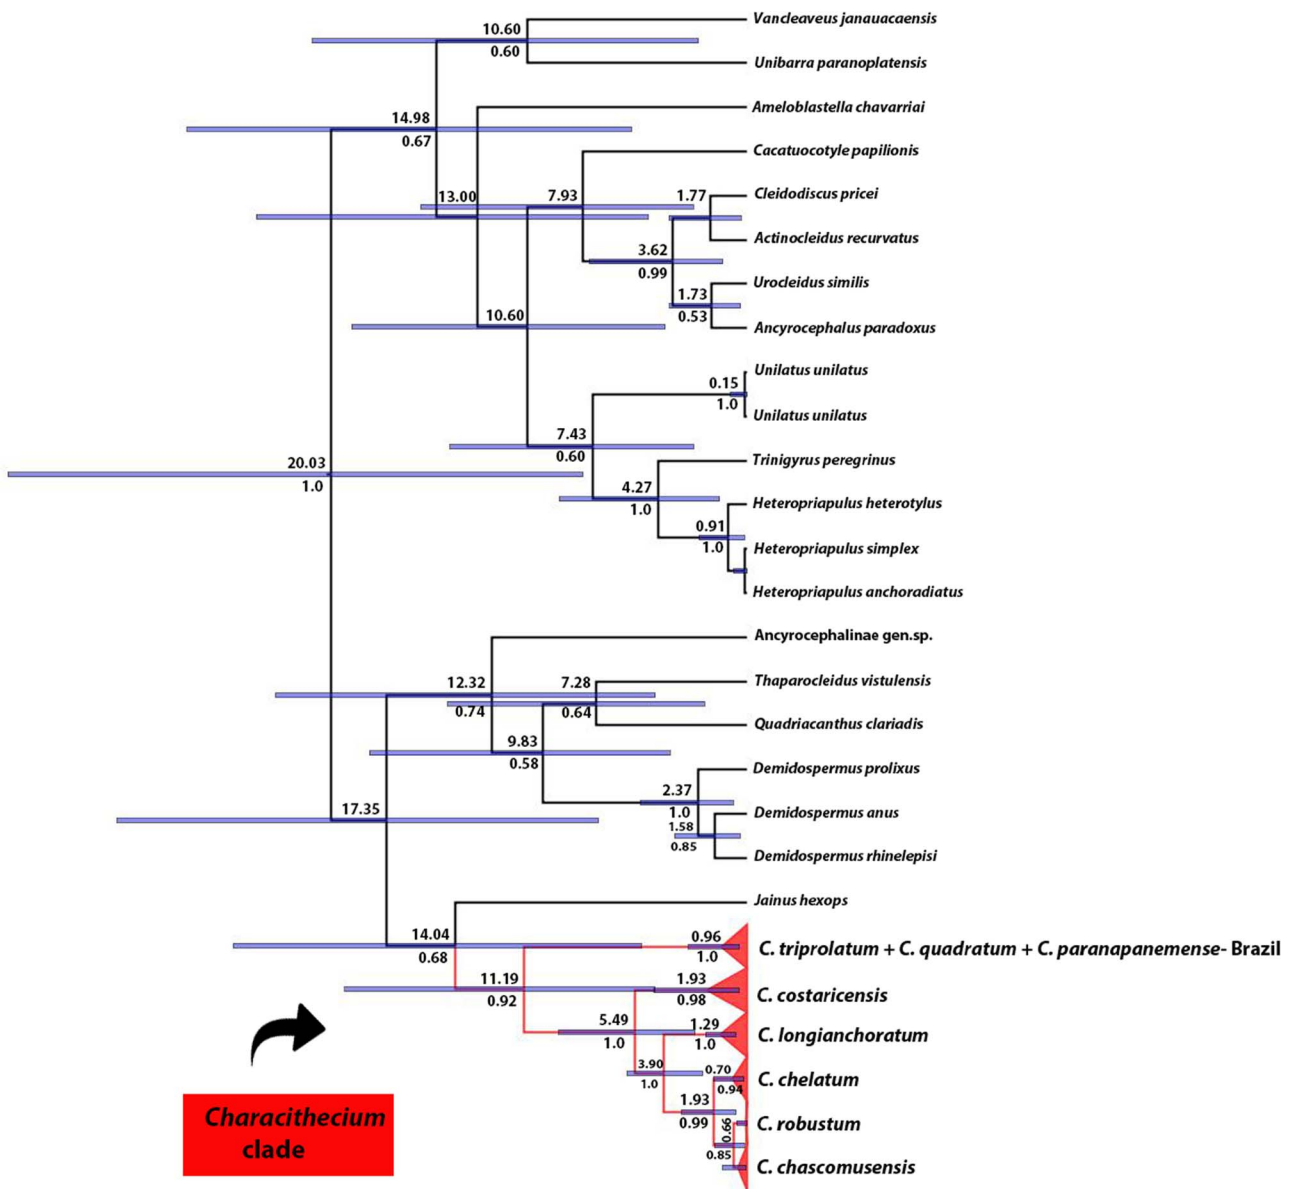 Vancleaveus janauacaensis
10.60
0.60
Unibarra paranoplatensis
Ameloblastella chavarriai
14.98
0.67
Cacatuocotyle papilionis
13.00
7.93
1.77
Cleidodiscus pricei
Actinocleidus recurvatus
3.62
0.99
Urocleidus similis
1.73
0.53
10.60
Ancyrocephalus paradoxus
Unilatus unilatus
0.15
1.0
Unilatus unilatus
7.43
0.60
Trinigyrus peregrinus
20.03
1.0
4.27
1.0
Heteropriapulus heterotylus
0.91
1.0
Heteropriapulus simplex
Heteropriapulus anchoradiatus
Ancyrocephalinae gen.sp.
12.32
0.74
7.28
0.64
Thaparocleidus vistulensis
Quadriacanthus clariadis
9.83
0.58
Demidospermus prolixus
2.37
1.0
17.35
Demidospermus anus
1.58
0.85
Demidospermus rhinelepisi
Jainus hexops
14.04
0.68
0.96
1.0
C. triprolatum + C. quadratum + C. paranapanemense- Brazil
11.19
0.92
1.93
0.98
C. costaricensis
5.49
1.0
1.29
1.0
C. longianchoratum
3.90
1.0
0.70
0.94
C. chelatum
1.93
0.99
0.66
C. robustum
0.85
C. chascomusensis
Characithecium
clade